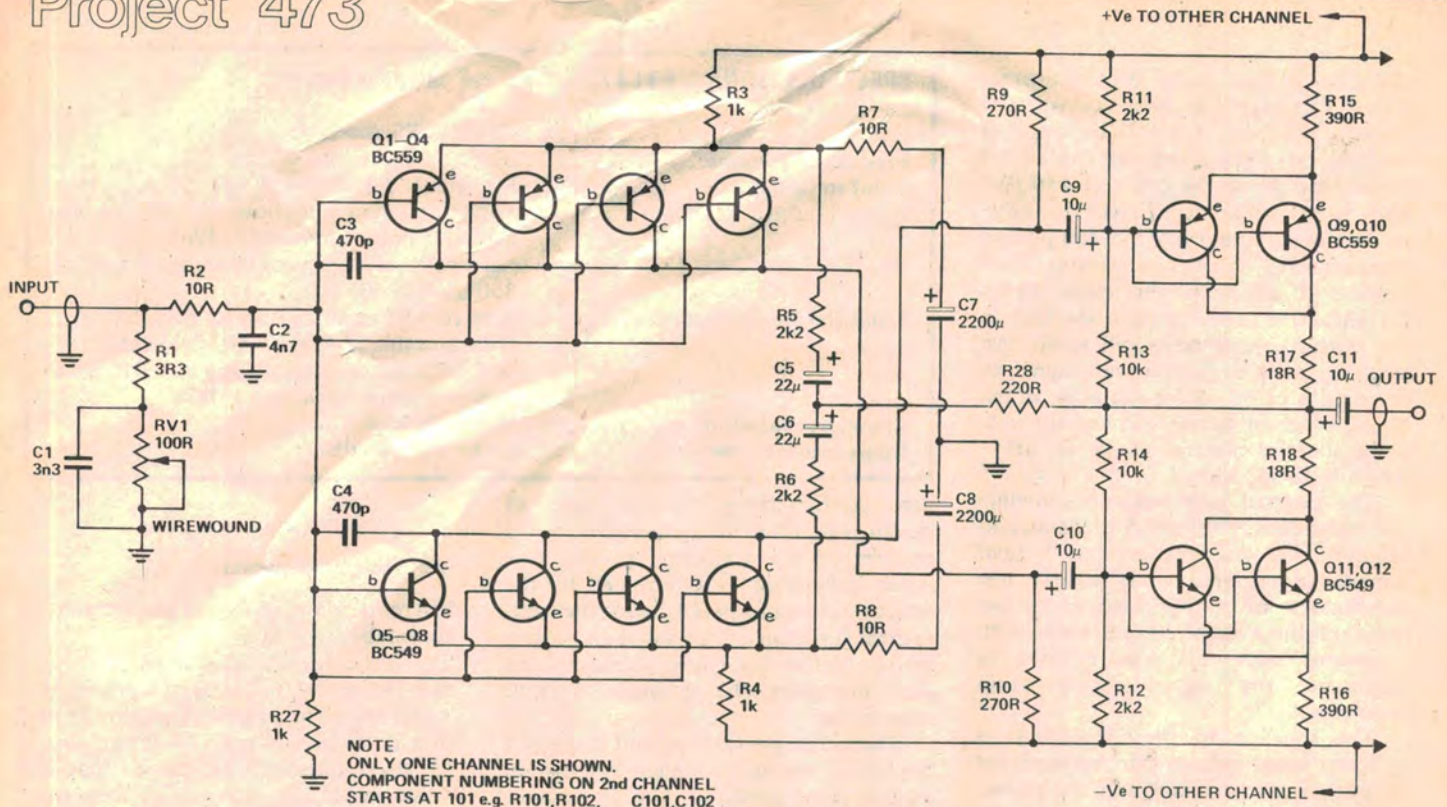 Project 473
+Ve TO OTHER CHANNEL
R3
1k
R9
270R
R11
2k2
R15
390R
R7
10R
Q1–Q4
BC559
b
e
c
b
e
c
b
e
c
b
e
c
C3
470p
C9
10µ
+
b
e
c
b
e
c
Q9,Q10
BC559
INPUT
R2
10R
C2
4n7
R1
3R3
R5
2k2
+
C7
2200µ
C5
22µ
+
R28
220R
R13
10k
R17
18R
C11
10µ
+
OUTPUT
C1
3n3
RV1
100R
WIREWOUND
C6
22µ
+
R6
2k2
+
C8
2200µ
R14
10k
R18
18R
C4
470p
b
c
e
b
c
e
b
c
e
b
c
e
Q5–Q8
BC549
C10
10µ
+
b
c
e
b
c
e
Q11,Q12
BC549
R8
10R
R27
1k
R4
1k
R10
270R
R12
2k2
R16
390R
NOTE
ONLY ONE CHANNEL IS SHOWN.
COMPONENT NUMBERING ON 2nd CHANNEL
STARTS AT 101 e.g. R101,R102, C101,C102
–Ve TO OTHER CHANNEL